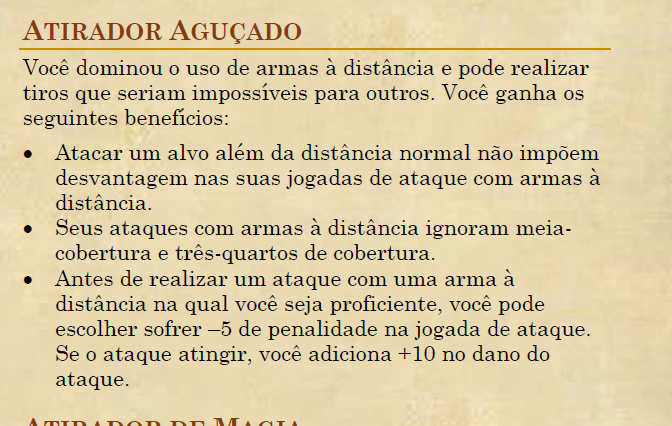 ATIRADOR AGUÇADO
Você dominou o uso de armas à distância e pode realizar
tiros que seriam impossíveis para outros. Você ganha os
seguintes benefícios:
• Atacar um alvo além da distância normal não impõem
desvantagem nas suas jogadas de ataque com armas à
distância.
• Seus ataques com armas à distância ignoram meia-
cobertura e três-quartos de cobertura.
• Antes de realizar um ataque com uma arma à
distância na qual você seja proficiente, você pode
escolher sofrer –5 de penalidade na jogada de ataque.
Se o ataque atingir, você adiciona +10 no dano do
ataque.
ATIRADOR DE MAGIA